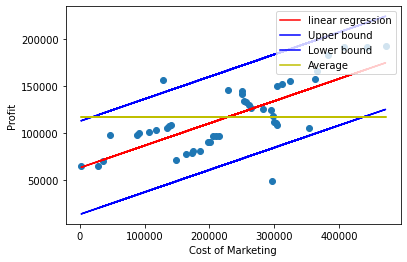 linear regression
Upper bound
Lower bound
Average
200000
150000
100000
50000
Profit
0
100000
200000
300000
400000
Cost of Marketing